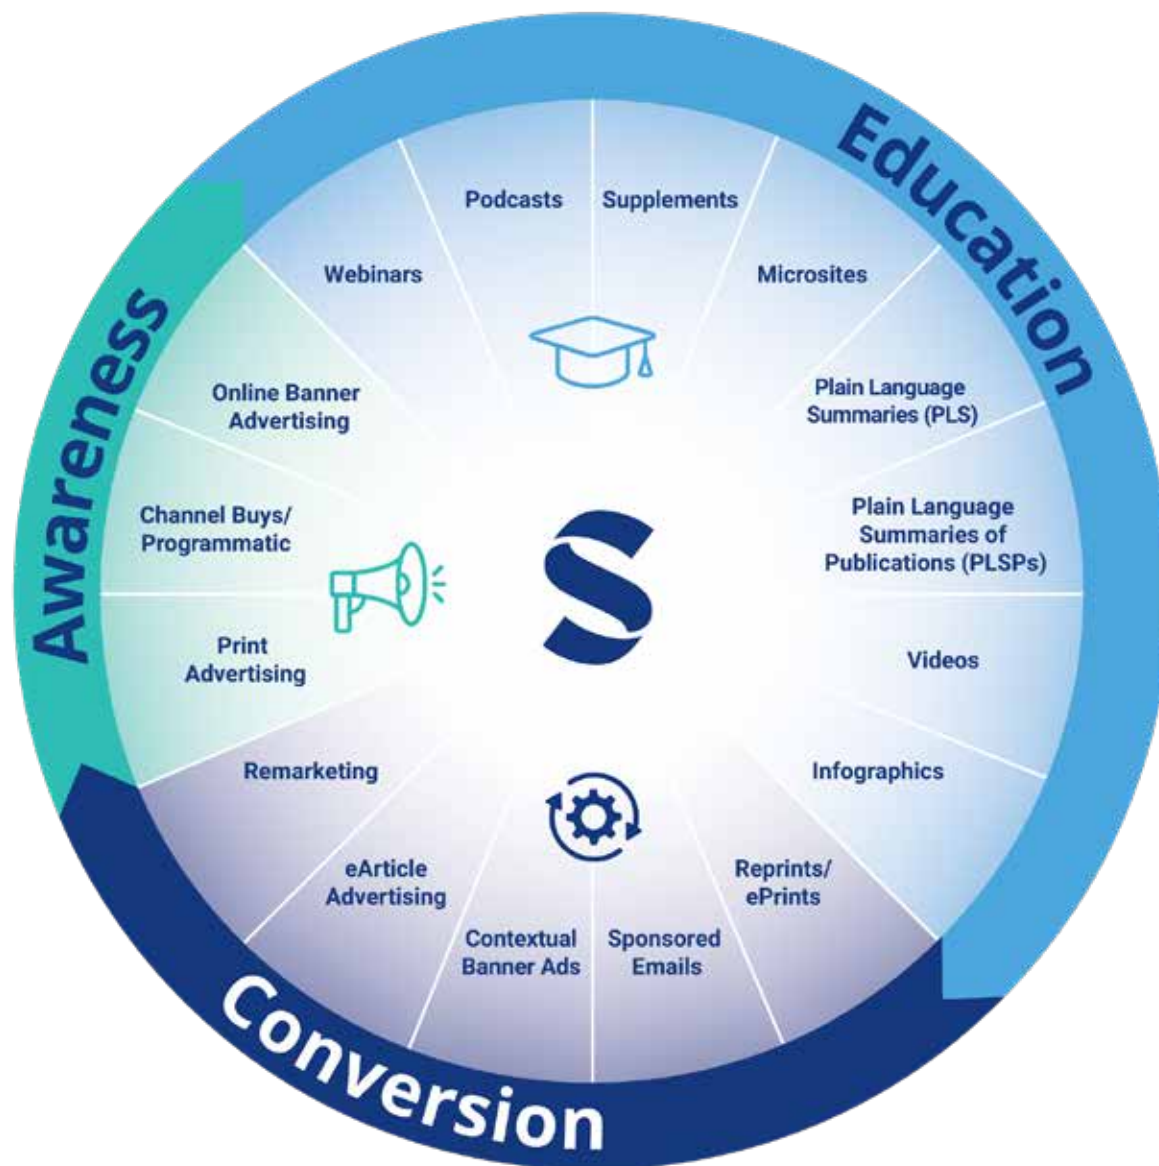 Education
Podcasts
Supplements
Webinars
Microsites
Awareness
Online Banner
Advertising
Plain Language
Summaries (PLS)
Channel Buys/
Programmatic
Plain Language
Summaries of
Publications (PLSPs)
Print
Advertising
Videos
Remarketing
Infographics
eArticle
Advertising
Reprints/
ePrints
Contextual
Banner Ads
Sponsored
Emails
Conversion
S